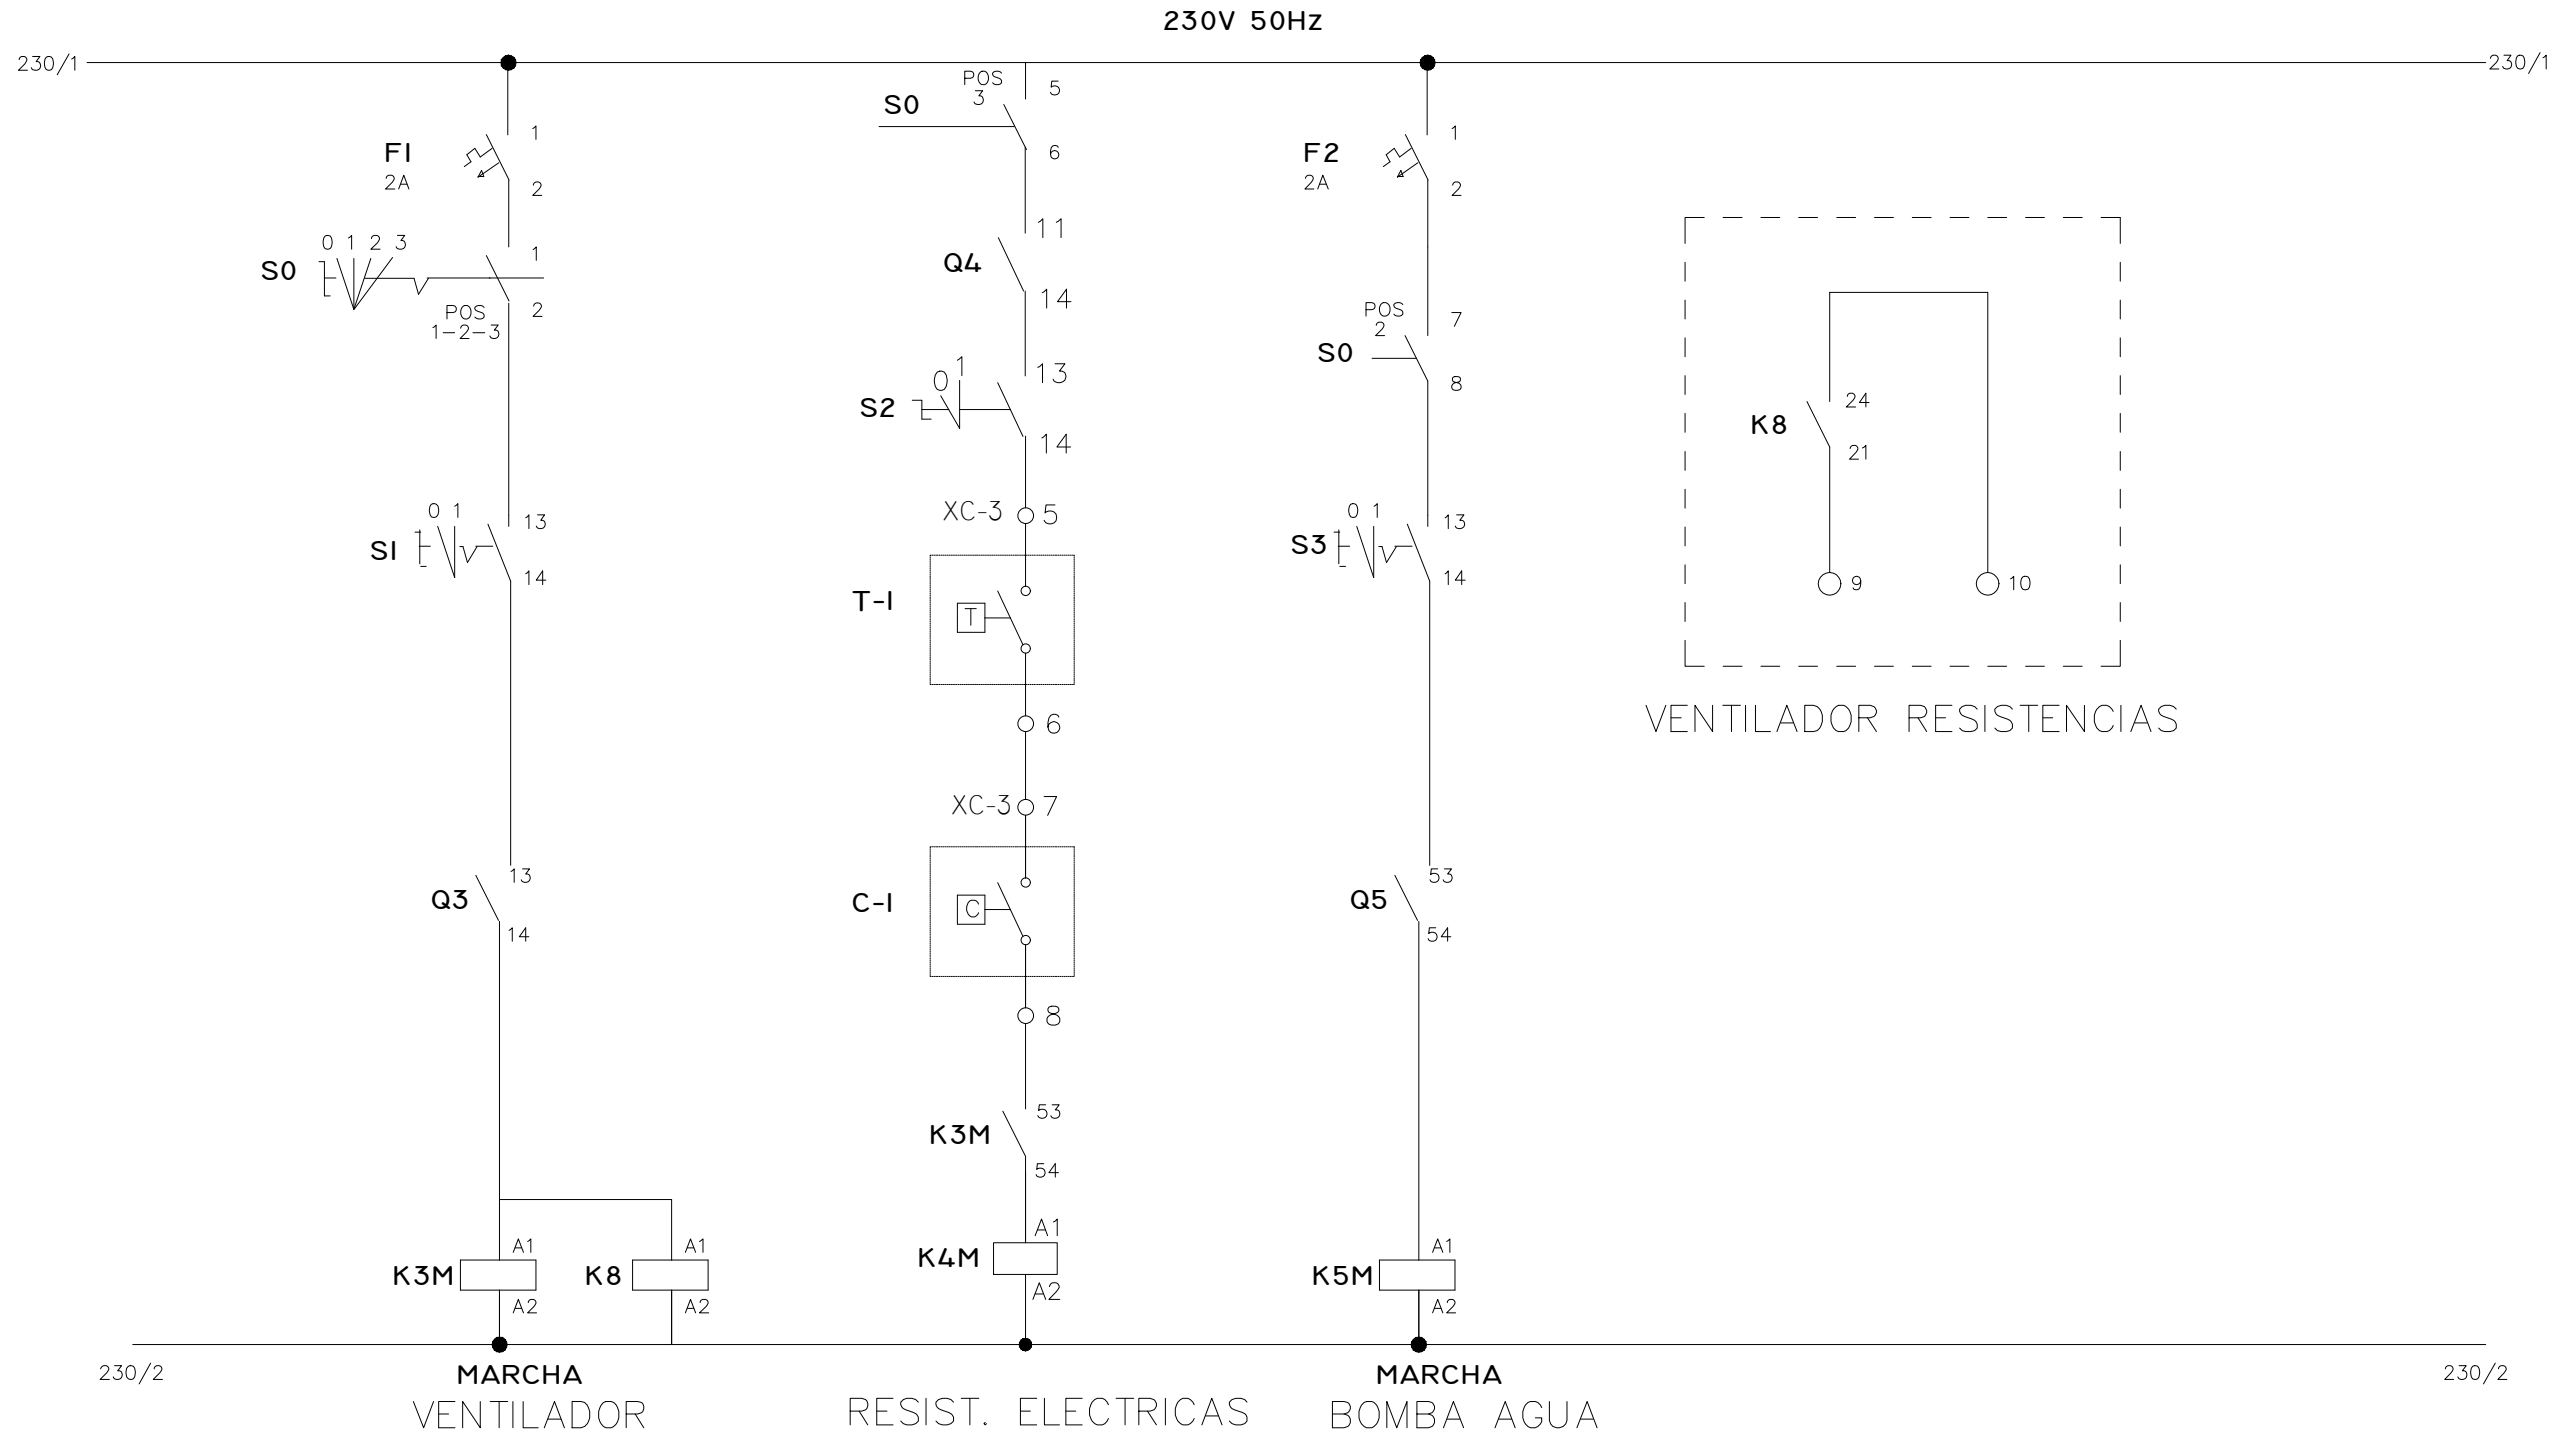 230V 50Hz
230/1
230/1
F1
2A
1
2
S0
0 1 2 3
1
2
POS
1-2-3
S1
0 1
13
14
Q3
13
14
K3M
A1
A2
K8
A1
A2
MARCHA
VENTILADOR
S0
POS
3
5
6
Q4
11
14
S2
0 1
13
14
XC-3
5
T-1
T
6
XC-3
7
C-1
C
8
K3M
53
54
K4M
A1
A2
RESIST. ELECTRICAS
F2
2A
1
2
S0
POS
2
7
8
S3
0 1
13
14
Q5
53
54
K5M
A1
A2
MARCHA
BOMBA AGUA
K8
24
21
9
10
VENTILADOR RESISTENCIAS
230/2
230/2